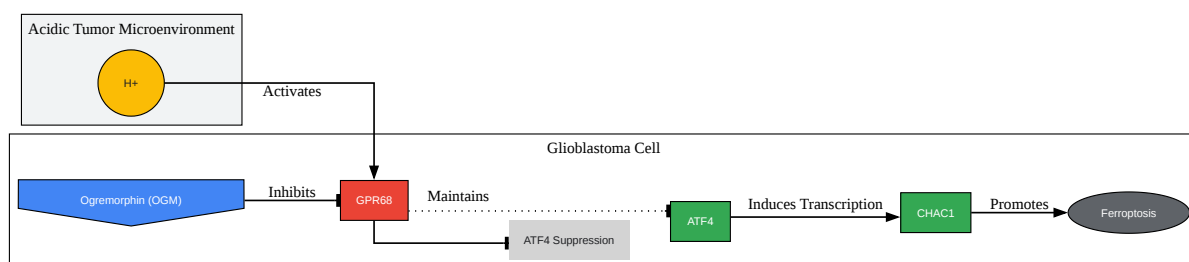 Acidic Tumor Microenvironment
H+
Activates
Glioblastoma Cell
Ogremorphin (OGM)
Inhibits
GPR68
Maintains
ATF4 Suppression
ATF4
Induces Transcription
CHAC1
Promotes
Ferroptosis